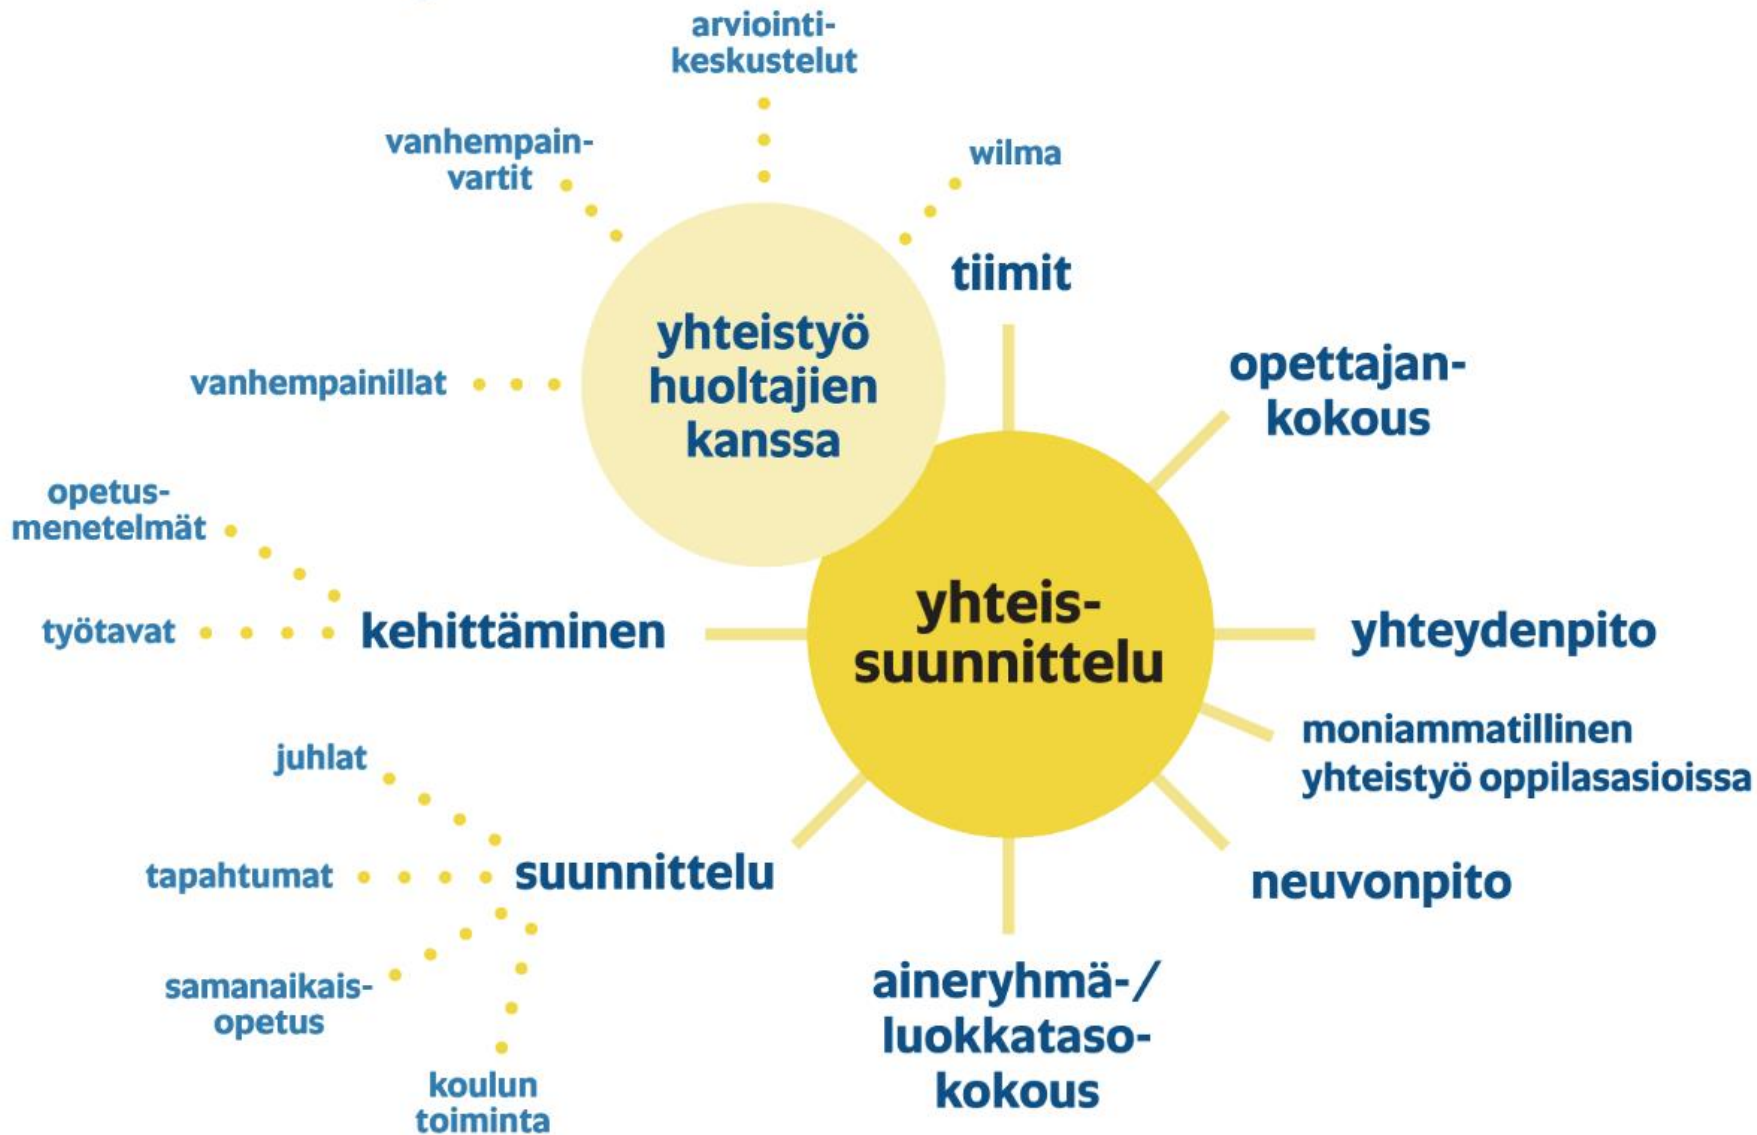 arviointi-
keskustelut
vanhempain-
vartit
wilma
vanhempainillat
yhteistyö
huoltajien
kanssa
tiimit
opettajan-
kokous
opetus-
menetelmät
työtavat
kehittäminen
yhteis-
suunnittelu
yhteydenpito
moniammatillinen
yhteistyö oppilasasioissa
neuvonpito
juhlat
tapahtumat
suunnittelu
samanaikais-
opetus
koulun
toiminta
aineryhmä-/
luokkataso-
kokous